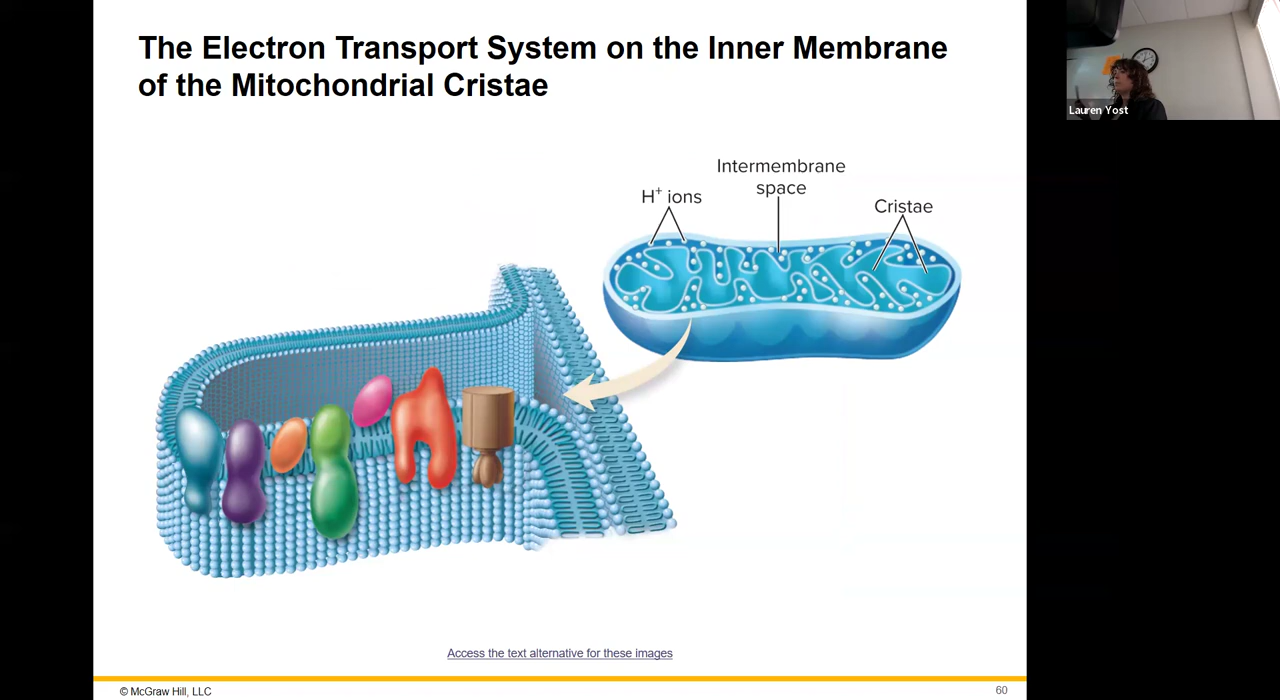 The Electron Transport System on the Inner Membrane
of the Mitochondrial Cristae
Lauren Yost
Intermembrane
space
H+ ions
Cristae
Access the text alternative for these images
© McGraw Hill, LLC
60